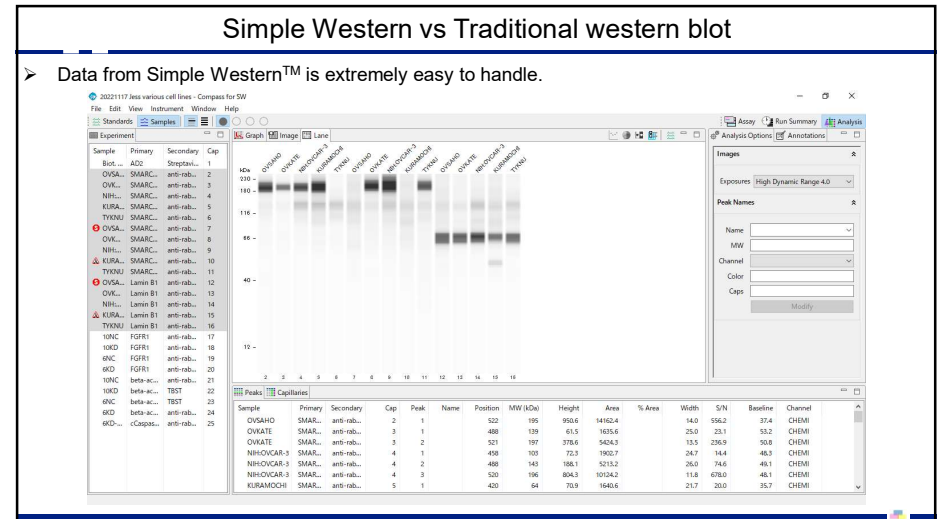 Simple Western vs Traditional western blot
➢ Data from Simple Western™ is extremely easy to handle.
20221117 Jess various cell lines - Compass for SW
File Edit View Instrument Window Help
Standards Samples
Assay Run Summary Analysis
Experiment
Graph Image Lane
Analysis Options Annotations
Sample Primary Secondary Cap
Biot. ... AD2 Streptavi... 1
OVSA... SMARC... anti-rab... 2
OVK... SMARC... anti-rab... 3
NIH:... SMARC... anti-rab... 4
KURA... SMARC... anti-rab... 5
TYKNU SMARC... anti-rab... 6
OVSA... SMARC... anti-rab... 7
OVK... SMARC... anti-rab... 8
NIH:... SMARC... anti-rab... 9
KURA... SMARC... anti-rab... 10
TYKNU SMARC... anti-rab... 11
OVSA... Lamin B1 anti-rab... 12
OVK... Lamin B1 anti-rab... 13
NIH:... Lamin B1 anti-rab... 14
KURA... Lamin B1 anti-rab... 15
TYKNU Lamin B1 anti-rab... 16
10NC FGFR1 anti-rab... 17
10KD FGFR1 anti-rab... 18
6NC FGFR1 anti-rab... 19
6KD FGFR1 anti-rab... 20
10NC beta-ac... anti-rab... 21
10KD beta-ac... TBST 22
6NC beta-ac... TBST 23
6KD beta-ac... anti-rab... 24
6KD-... cCaspas... anti-rab... 25
OVSAHO OVKATE NIH:OVCAR-3 KURAMOCHI TYKNU OVSAHO OVKATE NIH:OVCAR-3 KURAMOCHI TYKNU OVSAHO OVKATE NIH:OVCAR-3 KURAMOCHI TYKNU
kDa
230
180
116
66
40
12
2 3 4 5 6 7 8 9 10 11 12 13 14 15 16
Images
Exposures High Dynamic Range 4.0
Peak Names
Name
MW
Channel
Color
Caps
Modify
Peaks Capillaries
Sample Primary Secondary Cap Peak Name Position MW (kDa) Height Area % Area Width S/N Baseline Channel
OVSAHO SMAR... anti-rab... 2 1 522 195 950.6 14162.4 14.0 556.2 37.4 CHEMI
OVKATE SMAR... anti-rab... 3 1 488 139 61.5 1635.6 25.0 23.1 53.2 CHEMI
OVKATE SMAR... anti-rab... 3 2 521 197 378.6 5424.3 13.5 236.9 50.8 CHEMI
NIH:OVCAR-3 SMAR... anti-rab... 4 1 458 103 72.3 1902.7 24.7 14.4 48.3 CHEMI
NIH:OVCAR-3 SMAR... anti-rab... 4 2 488 143 188.1 5213.2 26.0 74.6 49.1 CHEMI
NIH:OVCAR-3 SMAR... anti-rab... 4 3 520 196 804.3 10124.2 11.8 678.0 48.1 CHEMI
KURAMOCHI SMAR... anti-rab... 5 1 420 64 70.9 1640.6 21.7 20.0 35.7 CHEMI